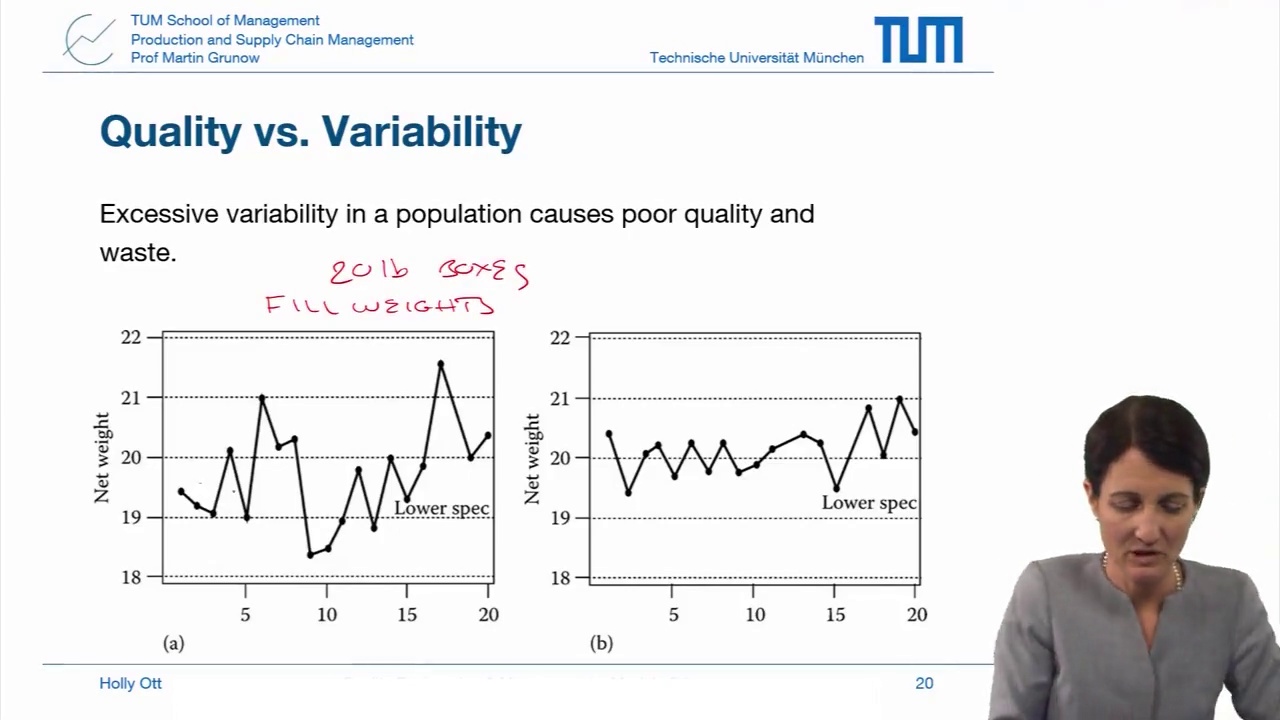 TUM School of Management
Production and Supply Chain Management
Prof Martin Grunow
Technische Universität München
TUM
Quality vs. Variability
Excessive variability in a population causes poor quality and
waste.
20 lb BOXES
FILL WEIGHTS
22
21
20
19
18
Net weight
Lower spec
5
10
15
20
(a)
22
21
20
19
18
Net weight
Lower spec
5
10
15
20
(b)
Holly Ott
20